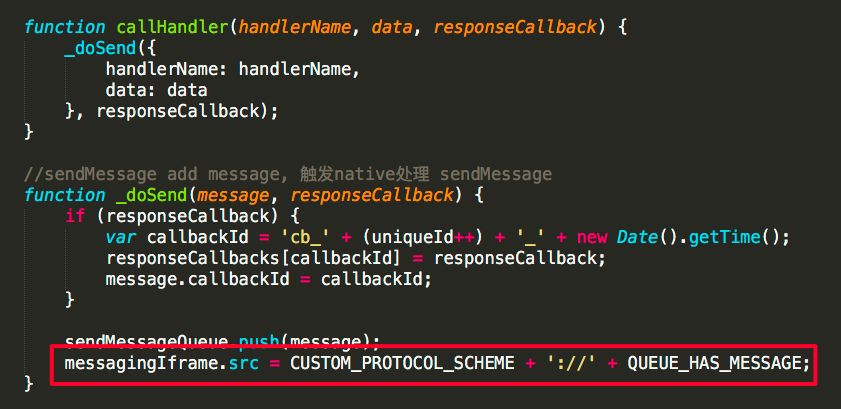 function callHandler(handlerName, data, responseCallback) {
    _doSend({
        handlerName: handlerName,
        data: data
    }, responseCallback);
}
//sendMessage add message, 触发native处理 sendMessage
function _doSend(message, responseCallback) {
    if (responseCallback) {
        var callbackId = 'cb_' + (uniqueId++) + '_' + new Date().getTime();
        responseCallbacks[callbackId] = responseCallback;
        message.callbackId = callbackId;
    }
    sendMessageQueue.push(message);
    messagingIframe.src = CUSTOM_PROTOCOL_SCHEME + '://' + QUEUE_HAS_MESSAGE;
}